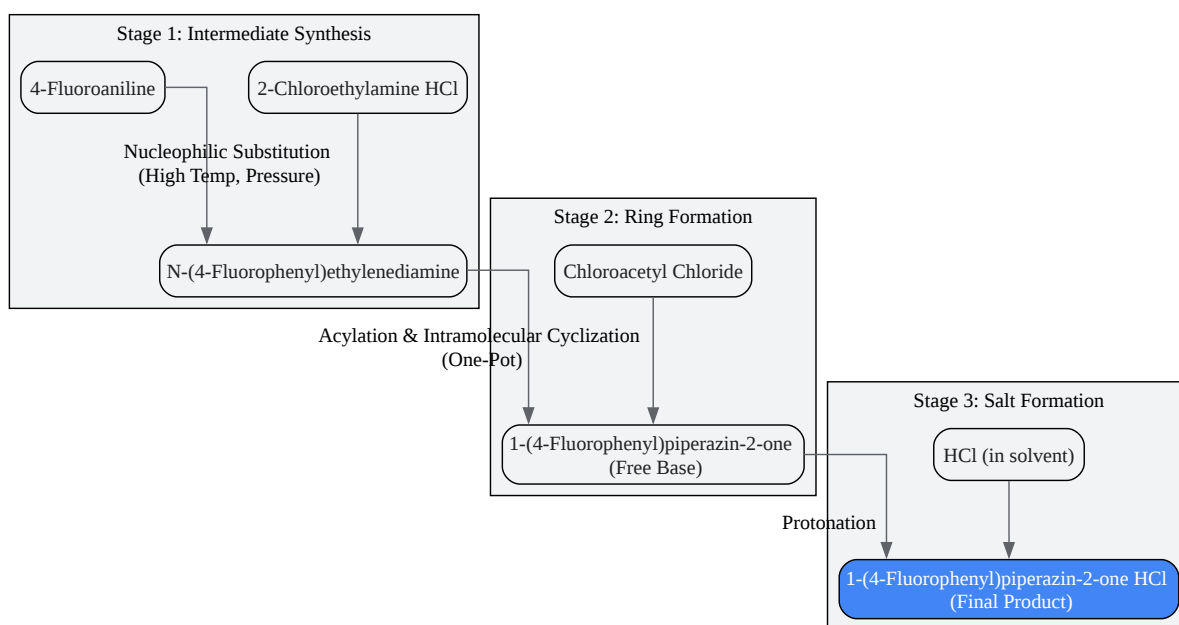 Stage 1: Intermediate Synthesis
4-Fluoroaniline
2-Chloroethylamine HCl
Nucleophilic Substitution
(High Temp, Pressure)
N-(4-Fluorophenyl)ethylenediamine
Stage 2: Ring Formation
Chloroacetyl Chloride
Acylation & Intramolecular Cyclization
(One-Pot)
1-(4-Fluorophenyl)piperazin-2-one
(Free Base)
Stage 3: Salt Formation
HCl (in solvent)
Protonation
1-(4-Fluorophenyl)piperazin-2-one HCl
(Final Product)